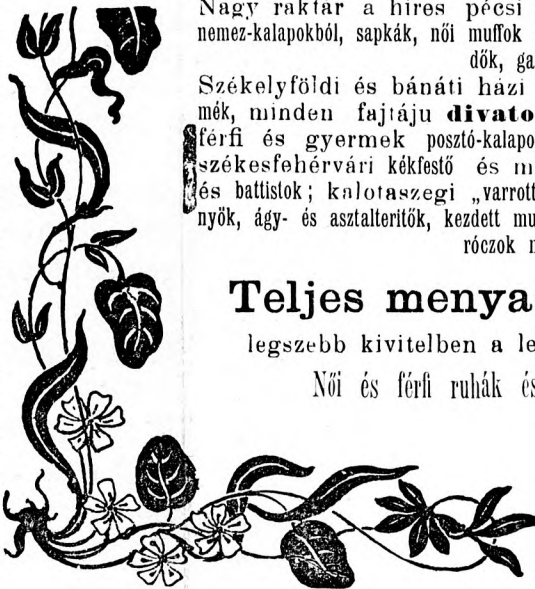 Nagy raktár a hires pécsi
nemez-kalapokból, sapkák, női muffok
dők, ga
Székelyföldi és bánáti házi
mék, minden fajtáju divato
férfi és gyermek posztó-kalapo
székesfehérvári kékfestő és m
és battistok; kalotaszegi „varrott
nyök, ágy- és asztalteritők, kezdett mu
róczok n
Teljes menya
legszebb kivitelben a le
Női és férfi ruhák és